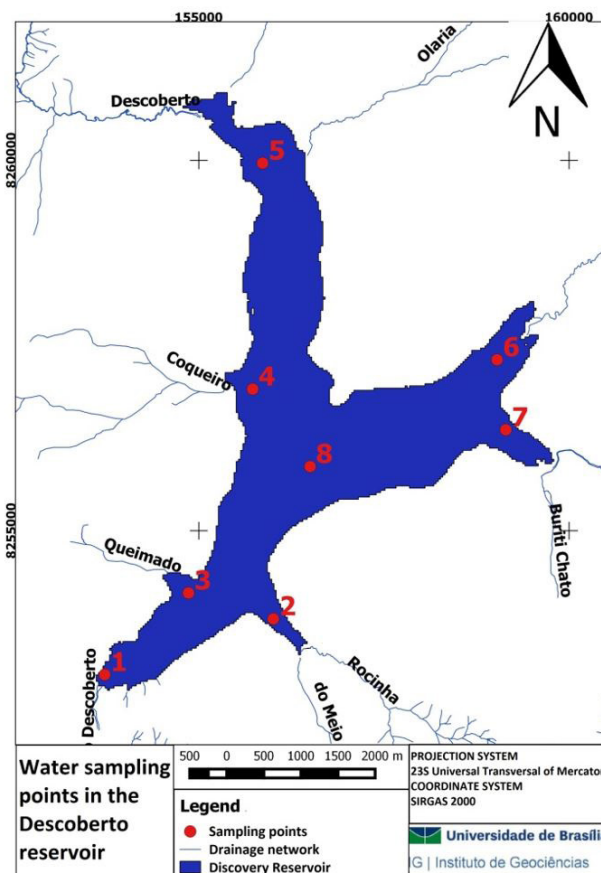 155000
160000
Olaria
Descoberto
N
8260000
5
6
Coqueiro
4
7
8
8255000
Buriti Chato
Queimado
3
2
1
Descoberto
Rocinha
do Meio
Water sampling
points in the
Descoberto
reservoir
500 0 500 1000 1500 2000 m
Legend
Sampling points
Drainage network
Discovery Reservoir
PROJECTION SYSTEM
23S Universal Transversal of Mercato
COORDINATE SYSTEM
SIRGAS 2000
Universidade de Brasíli
IG | Instituto de Geociências